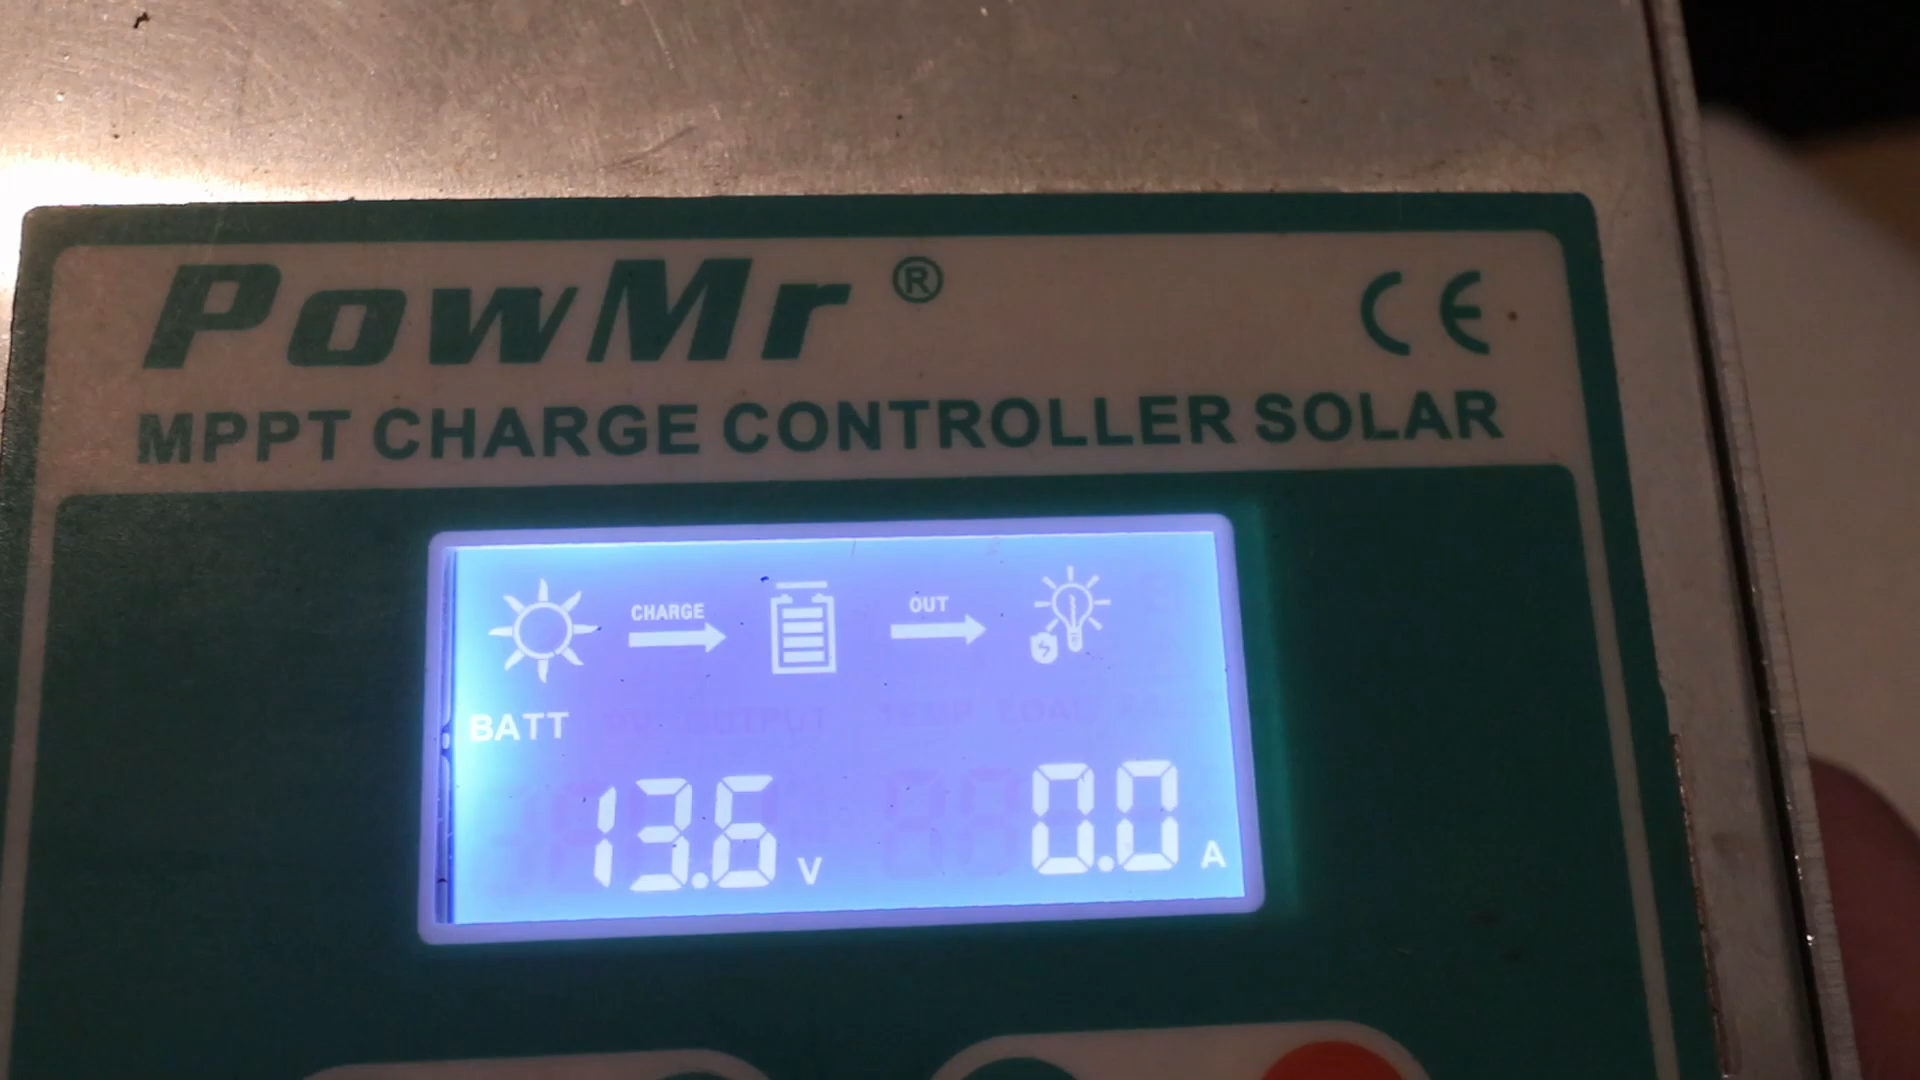 PowMr ® CE
MPPT CHARGE CONTROLLER SOLAR
CHARGE OUT
BATT
13.6 V 0.0 A